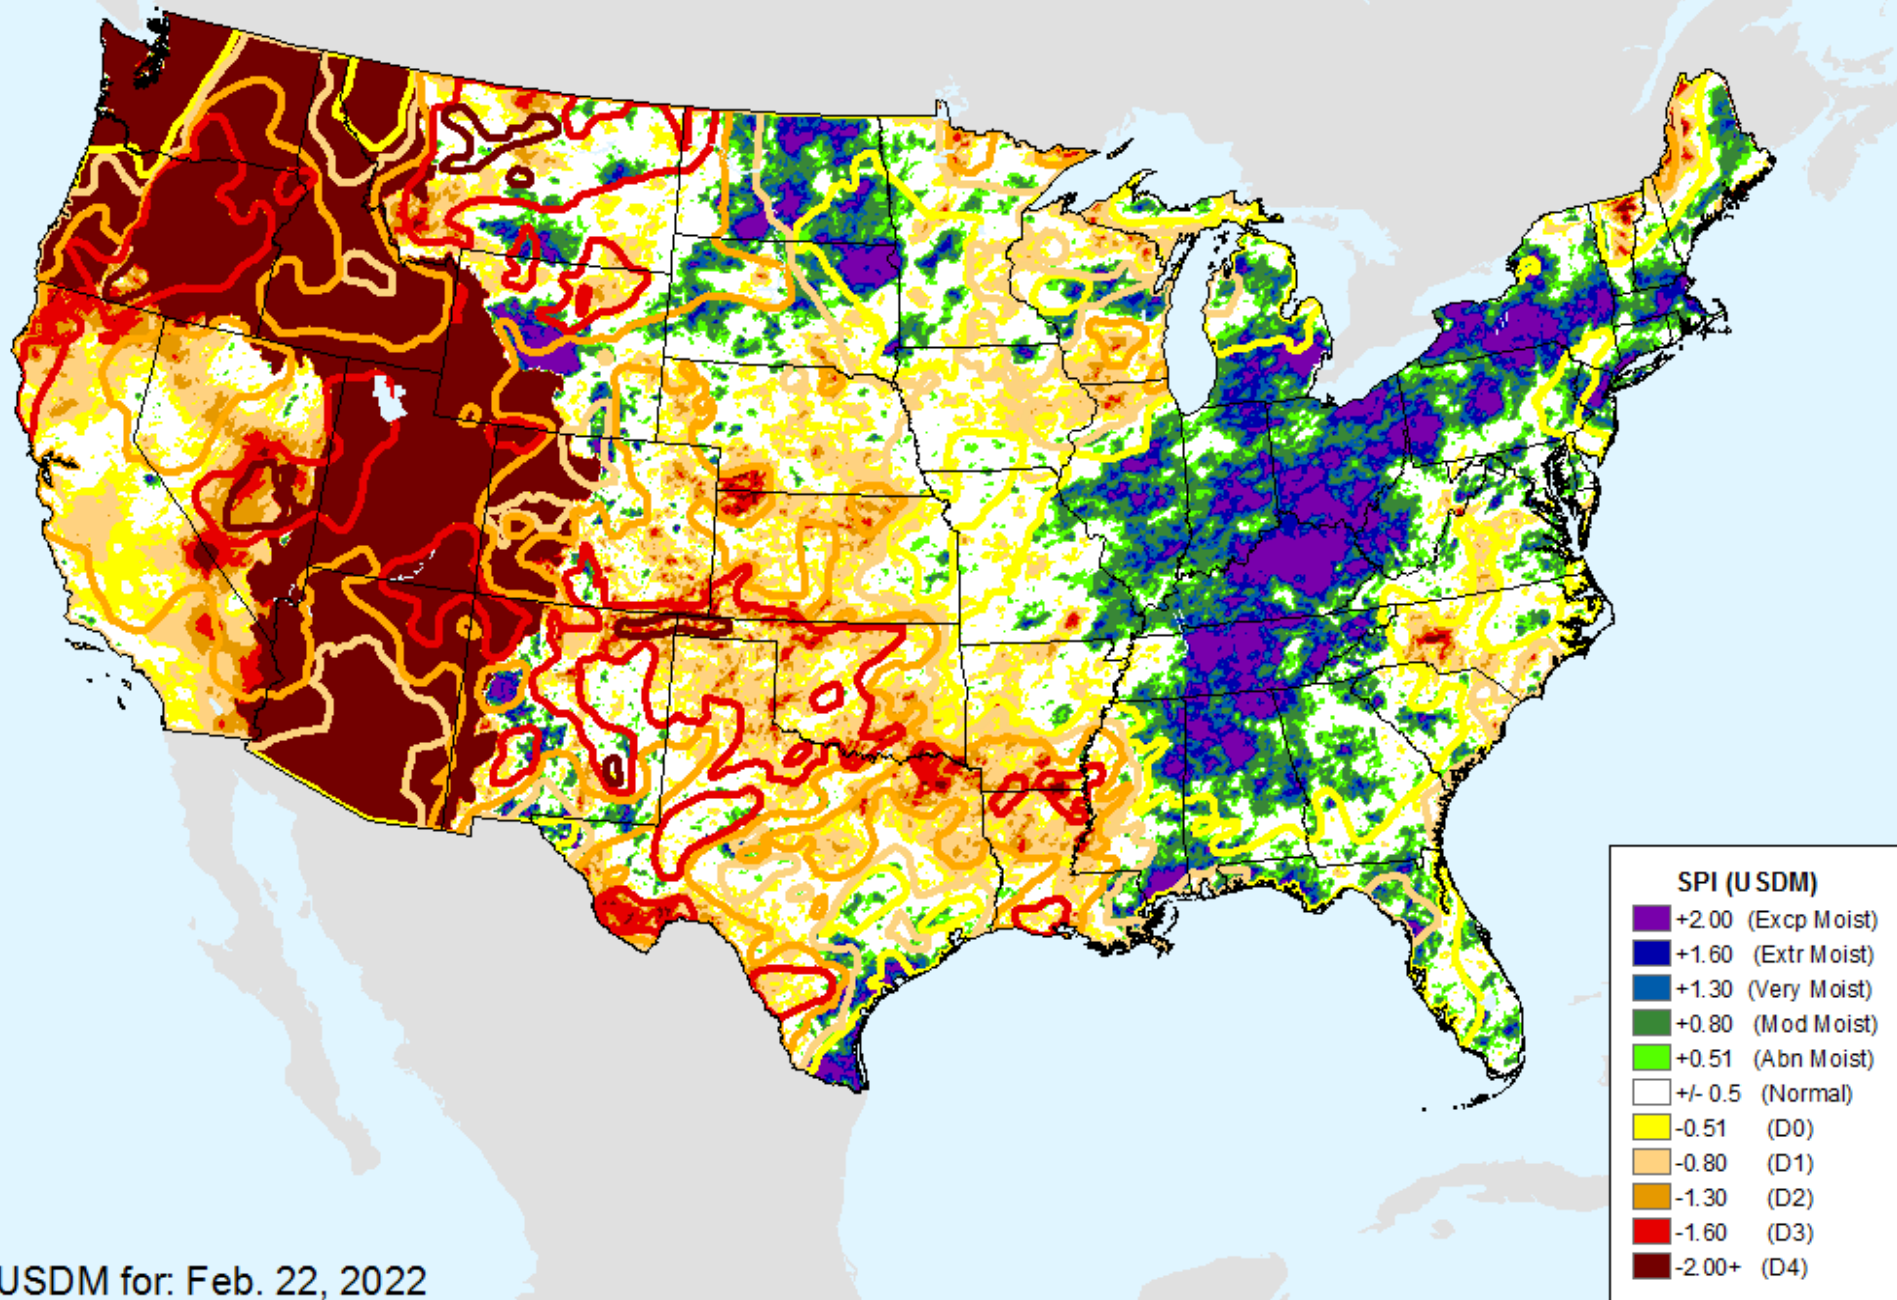 SPI (USDM)
+2.00 (Excp Moist)
+1.60 (Extr Moist)
+1.30 (Very Moist)
+0.80 (Mod Moist)
+0.51 (Abn Moist)
+/- 0.5 (Normal)
-0.51 (D0)
-0.80 (D1)
-1.30 (D2)
-1.60 (D3)
-2.00+ (D4)
USDM for: Feb. 22, 2022